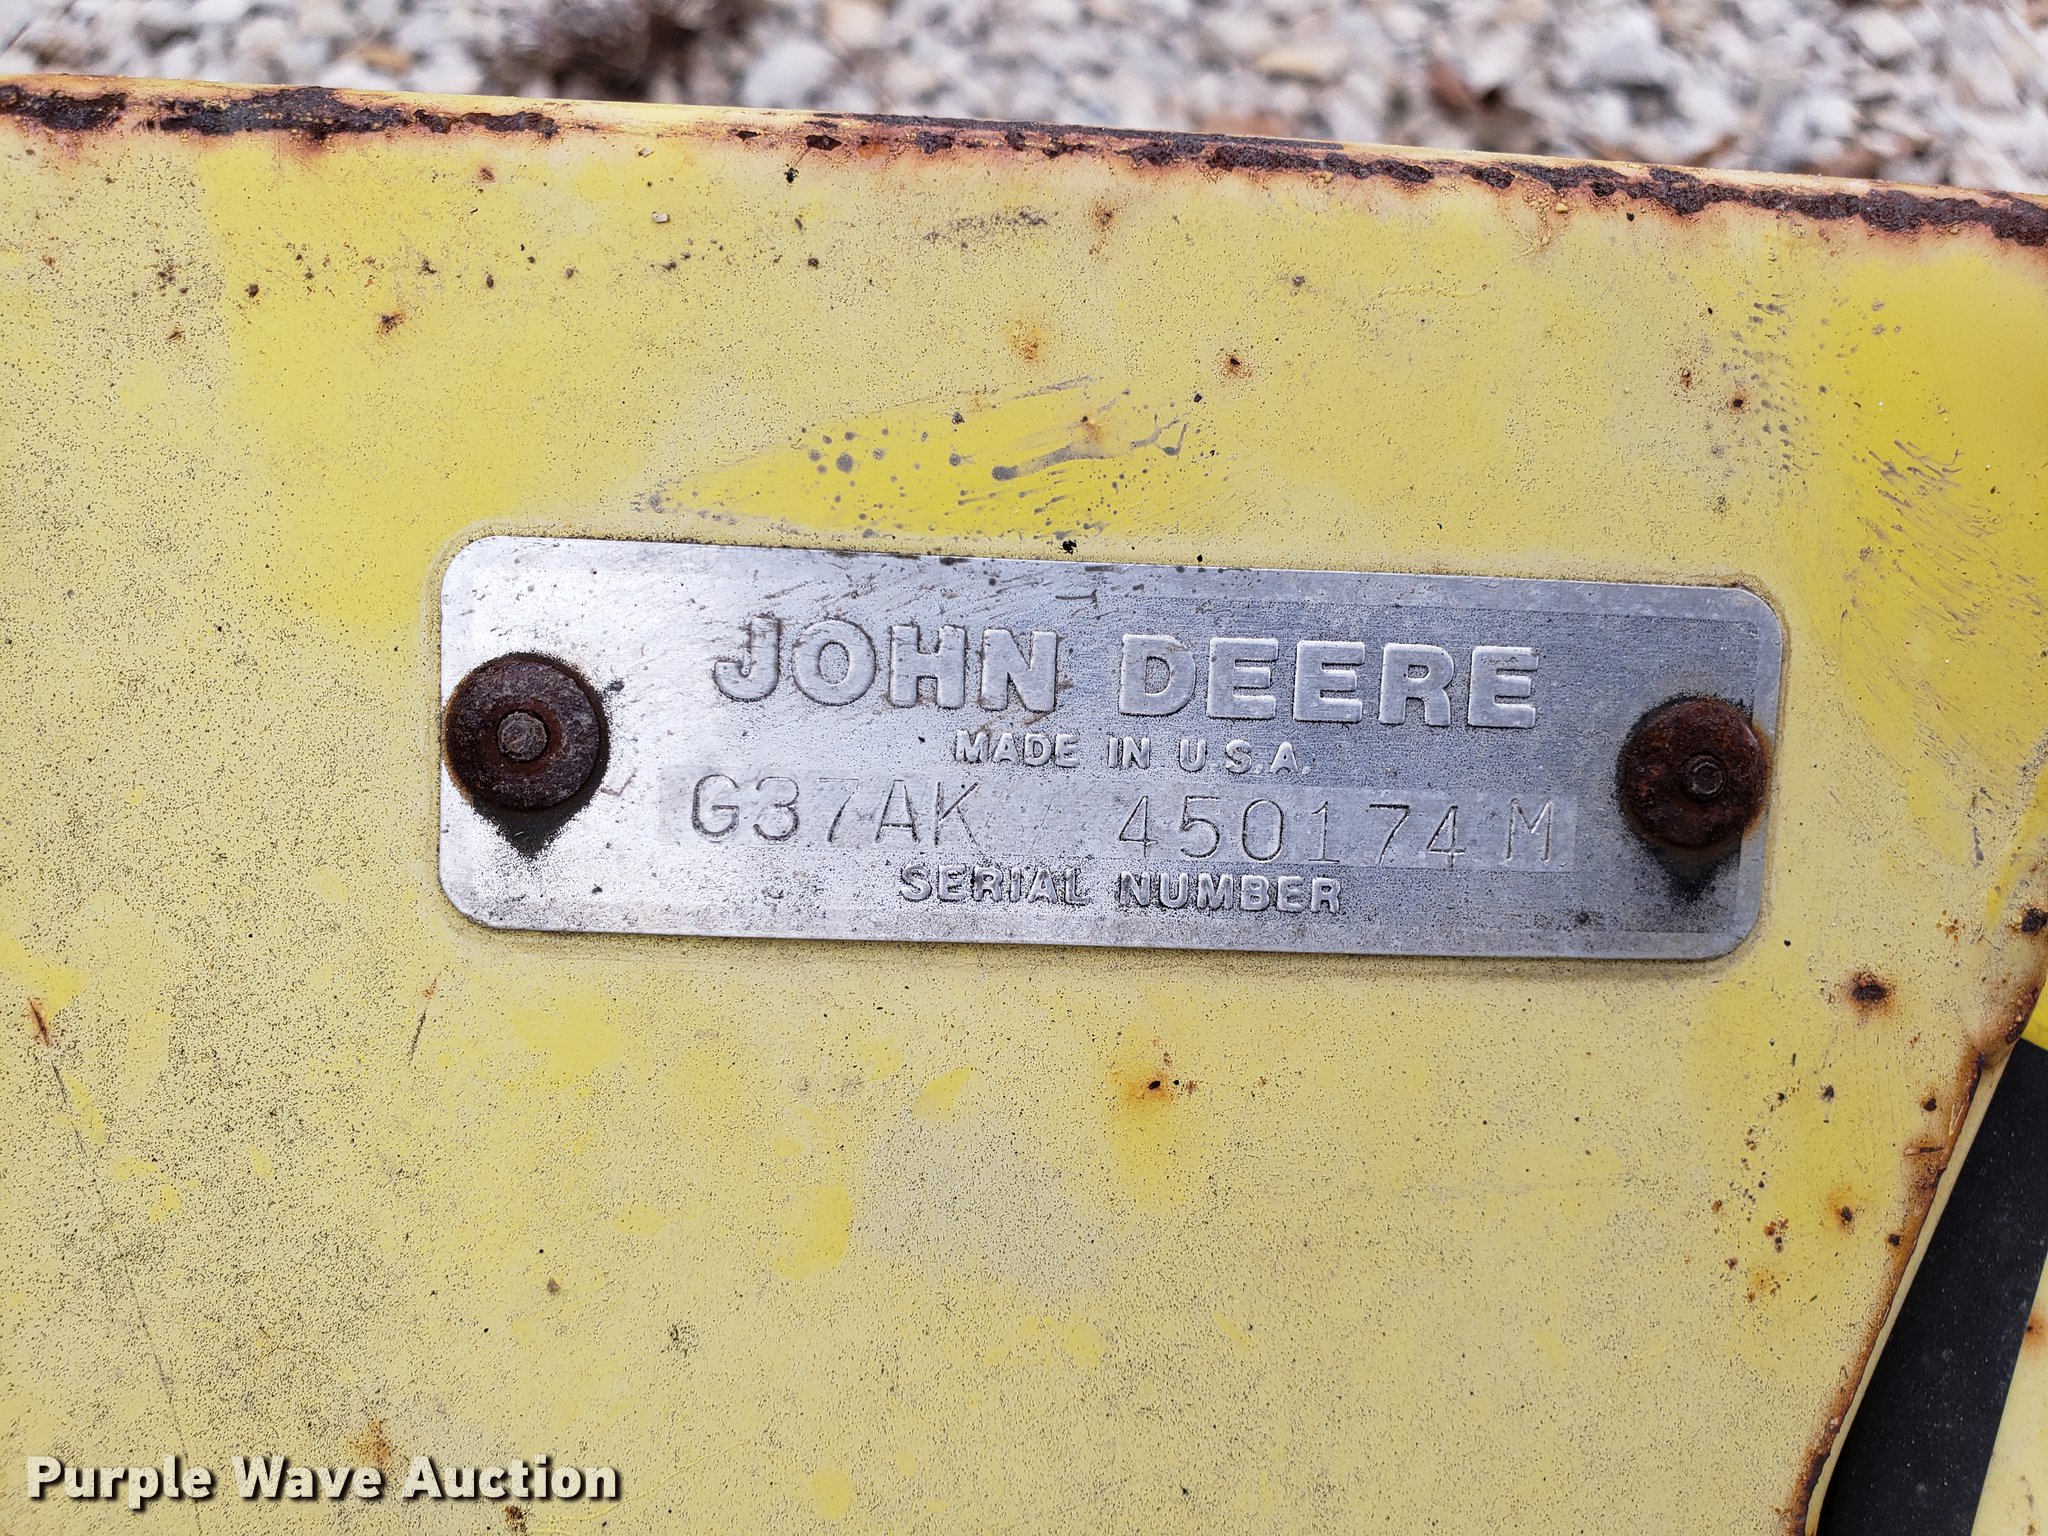 JOHN DEERE
MADE IN U.S.A.
G37AK 450174M
SERIAL NUMBER
Purple Wave Auction